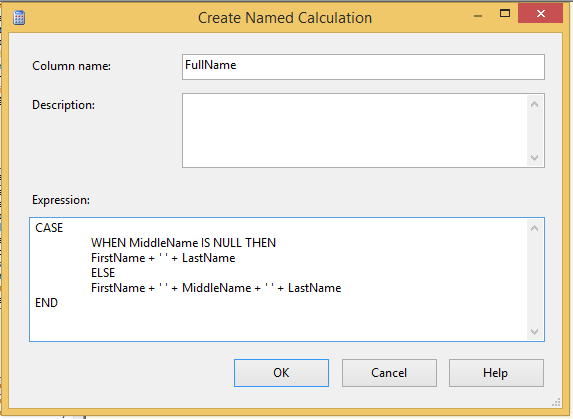 Create Named Calculation
Column name:
FullName
Description:
Expression:
CASE
WHEN MiddleName IS NULL THEN
FirstName + ' ' + LastName
ELSE
FirstName + ' ' + MiddleName + ' ' + LastName
END
OK
Cancel
Help